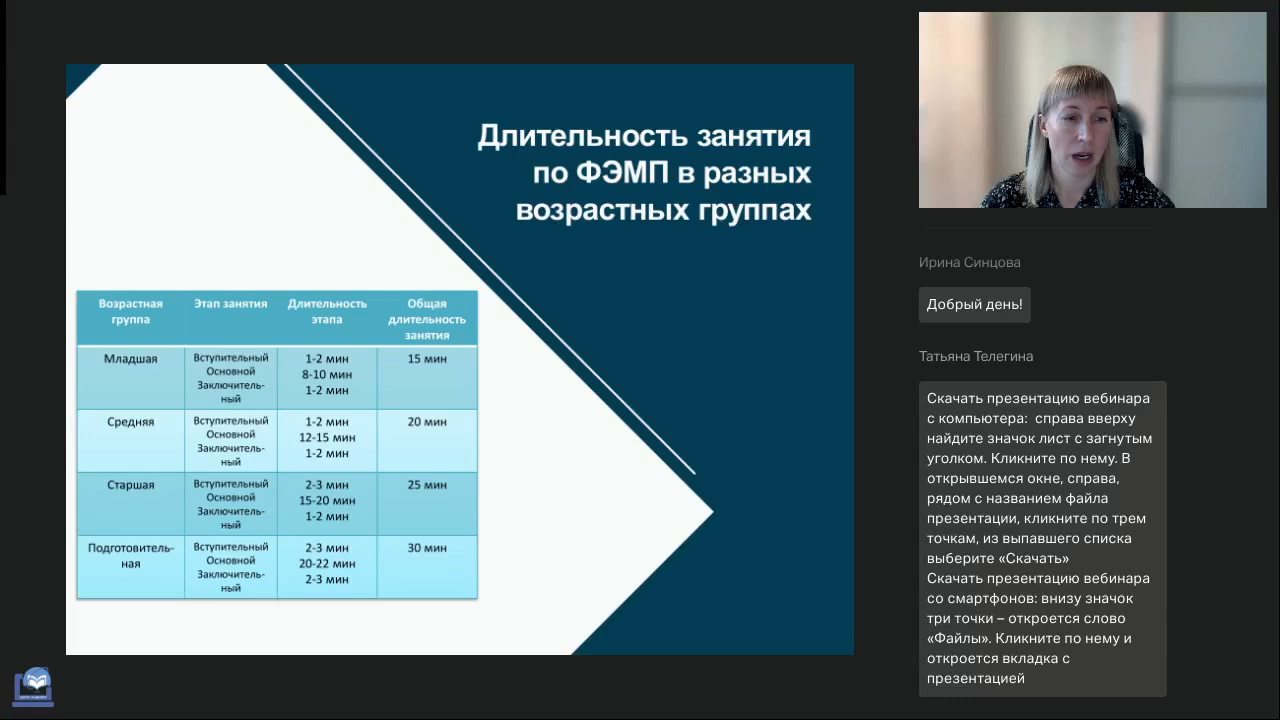 Длительность занятия
по ФЭМП в разных
возрастных группах
Возрастная группа | Этап занятия | Длительность этапа | Общая длительность занятия
Младшая | Вступительный | 1-2 мин | 15 мин
Основной | 8-10 мин
Заключитель-ный | 1-2 мин
Средняя | Вступительный | 1-2 мин | 20 мин
Основной | 12-15 мин
Заключитель-ный | 1-2 мин
Старшая | Вступительный | 2-3 мин | 25 мин
Основной | 15-20 мин
Заключитель-ный | 1-2 мин
Подготовитель-ная | Вступительный | 2-3 мин | 30 мин
Основной | 20-22 мин
Заключитель-ный | 2-3 мин
Ирина Синцова
Добрый день!
Татьяна Телегина
Скачать презентацию вебинара
с компьютера: справа вверху
найдите значок лист с загнутым
уголком. Кликните по нему. В
открывшемся окне, справа,
рядом с названием файла
презентации, кликните по трем
точкам, из выпавшего списка
выберите «Скачать»
Скачать презентацию вебинара
со смартфонов: внизу значок
три точки – откроется слово
«Файлы». Кликните по нему и
откроется вкладка с
презентацией